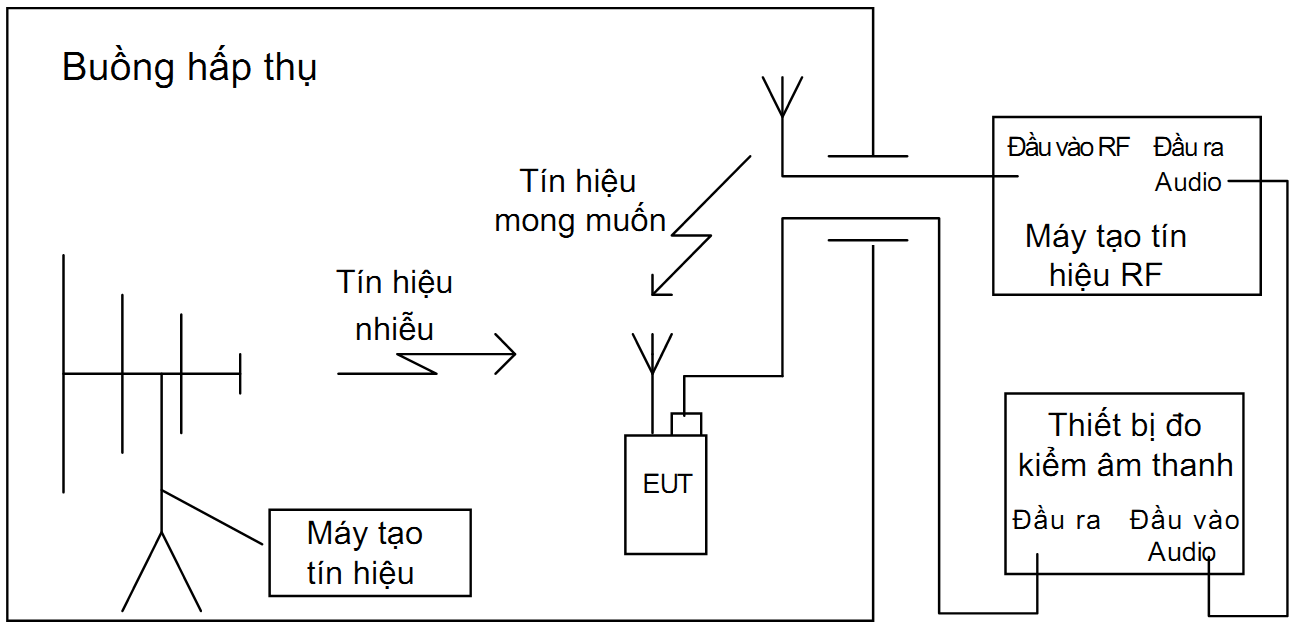 Buồng hấp thụ
Tín hiệu
mong muốn
Tín hiệu
nhiễu
EUT
Máy tạo
tín hiệu
Đầu vào RF Đầu ra
Audio
Máy tạo tín
hiệu RF
Thiết bị đo
kiểm âm thanh
Đầu ra Đầu vào
Audio